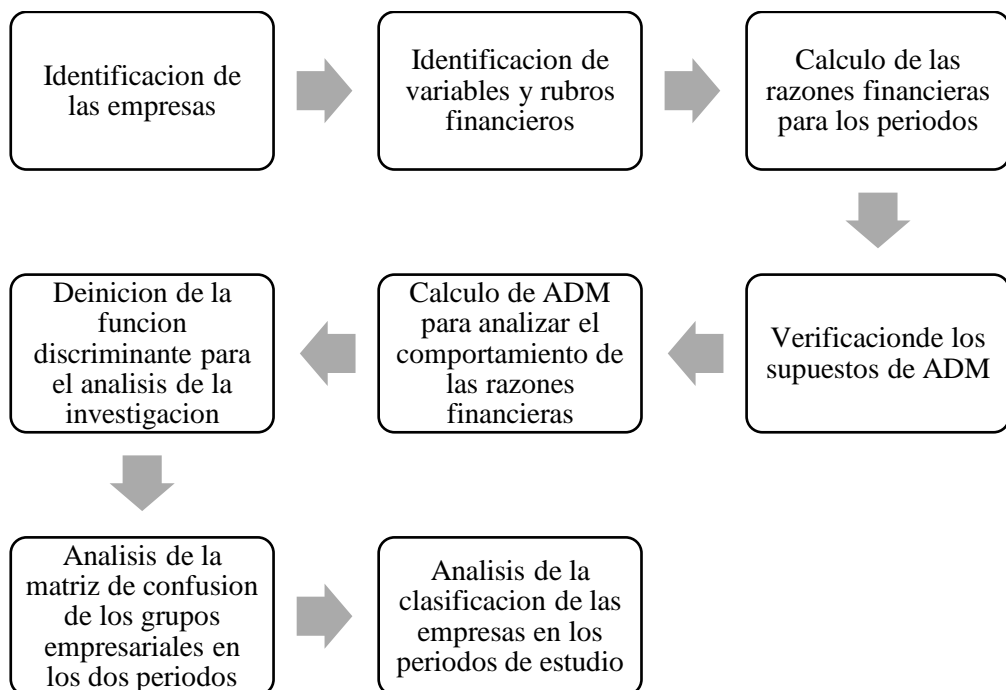 Identificacion de
las empresas
Identificacion de
variables y rubros
financieros
Calculo de las
razones financieras
para los periodos
Verificacionde los
supuestos de ADM
Calculo de ADM
para analizar el
comportamiento de
las razones
financieras
Deinicion de la
funcion
discriminante para
el analisis de la
investigacion
Analisis de la
matriz de confusion
de los grupos
empresariales en
los dos periodos
Analisis de la
clasificacion de las
empresas en los
periodos de estudio